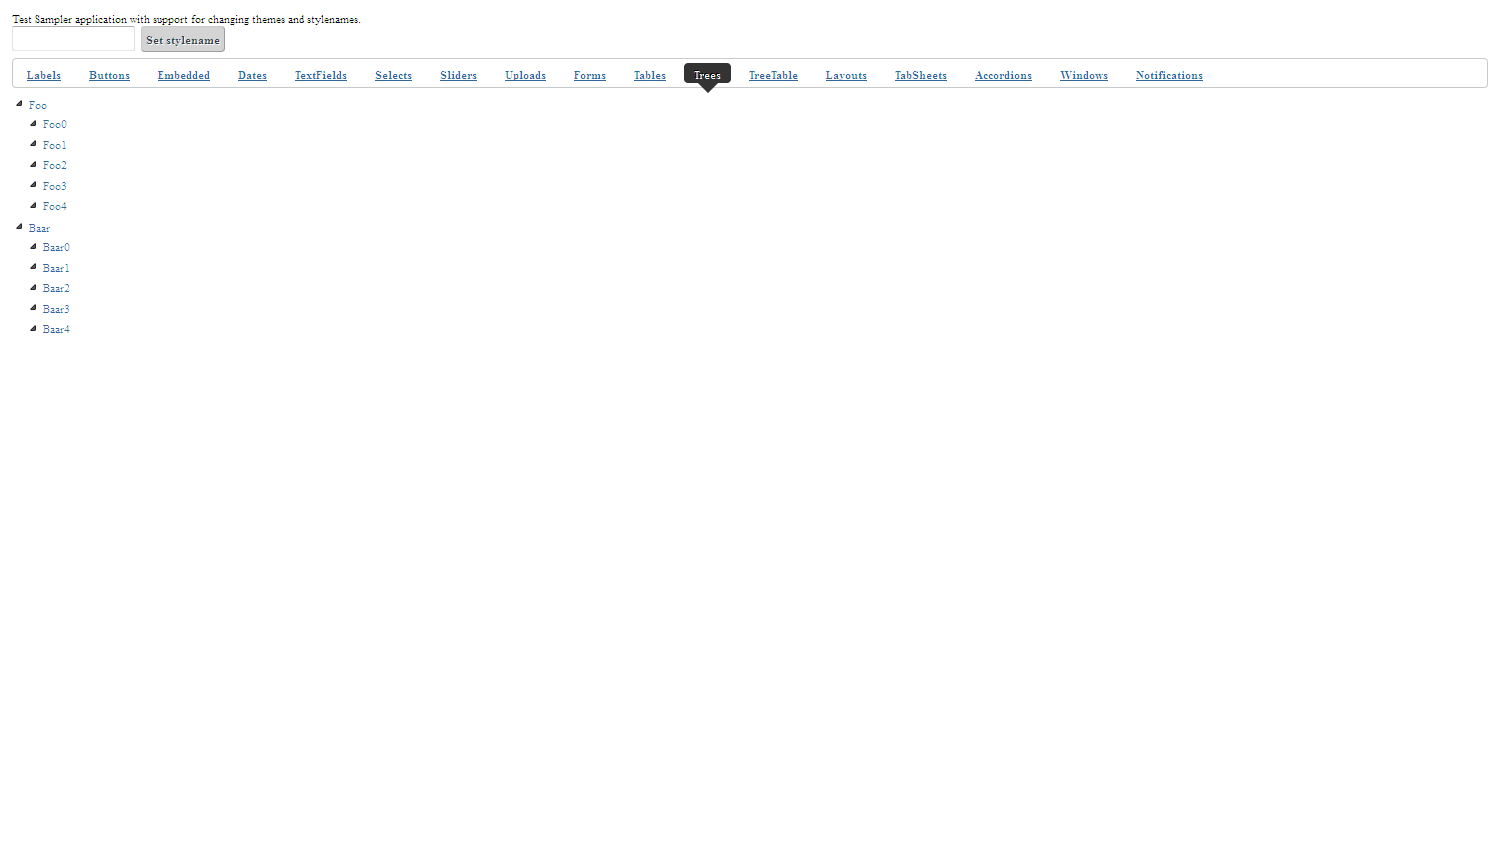 Test Sampler application with support for changing themes and stylenames.
Set stylename
Labels Buttons Embedded Dates TextFields Selects Sliders Uploads Forms Tables Trees TreeTable Layouts TabSheets Accordions Windows Notifications
Foo
Foo0
Foo1
Foo2
Foo3
Foo4
Baar
Baar0
Baar1
Baar2
Baar3
Baar4